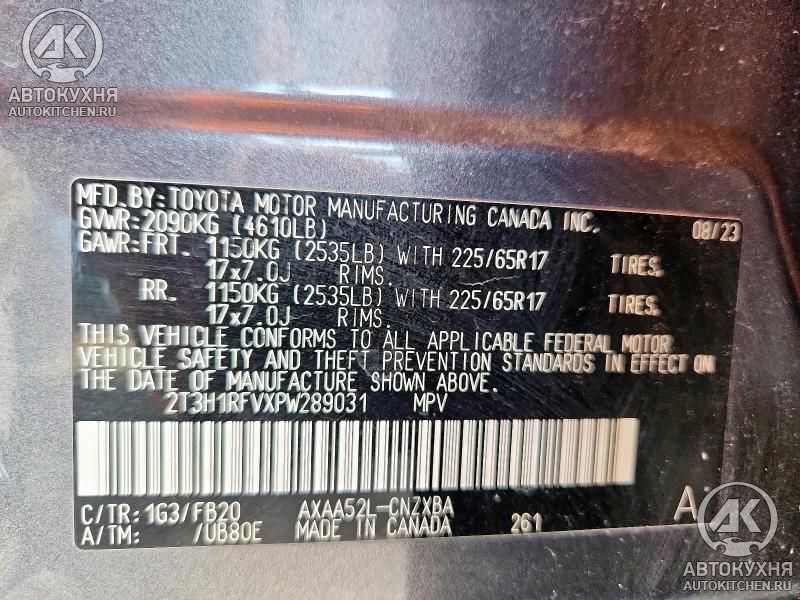 АК
АВТОКУХНЯ
AUTOKITCHEN.RU
MFD.BY:TOYOTA MOTOR MANUFACTURING CANADA INC. 08/23
GVWR:2090KG (4610LB)
GAWR:FRT. 1150KG (2535LB) WITH 225/65R17 TIRES.
17x7.0J RIMS.
RR. 1150KG (2535LB) WITH 225/65R17 TIRES.
17x7.0J RIMS.
THIS VEHICLE CONFORMS TO ALL APPLICABLE FEDERAL MOTOR
VEHICLE SAFETY AND THEFT PREVENTION STANDARDS IN EFFECT ON
THE DATE OF MANUFACTURE SHOWN ABOVE.
2T3H1RFVXPW289031 MPV
C/TR:1G3/FB20 AXAA52L-CNZXBA
A/TM: /UB80E MADE IN CANADA 261
АК
АВТОКУХНЯ
AUTOKITCHEN.RU